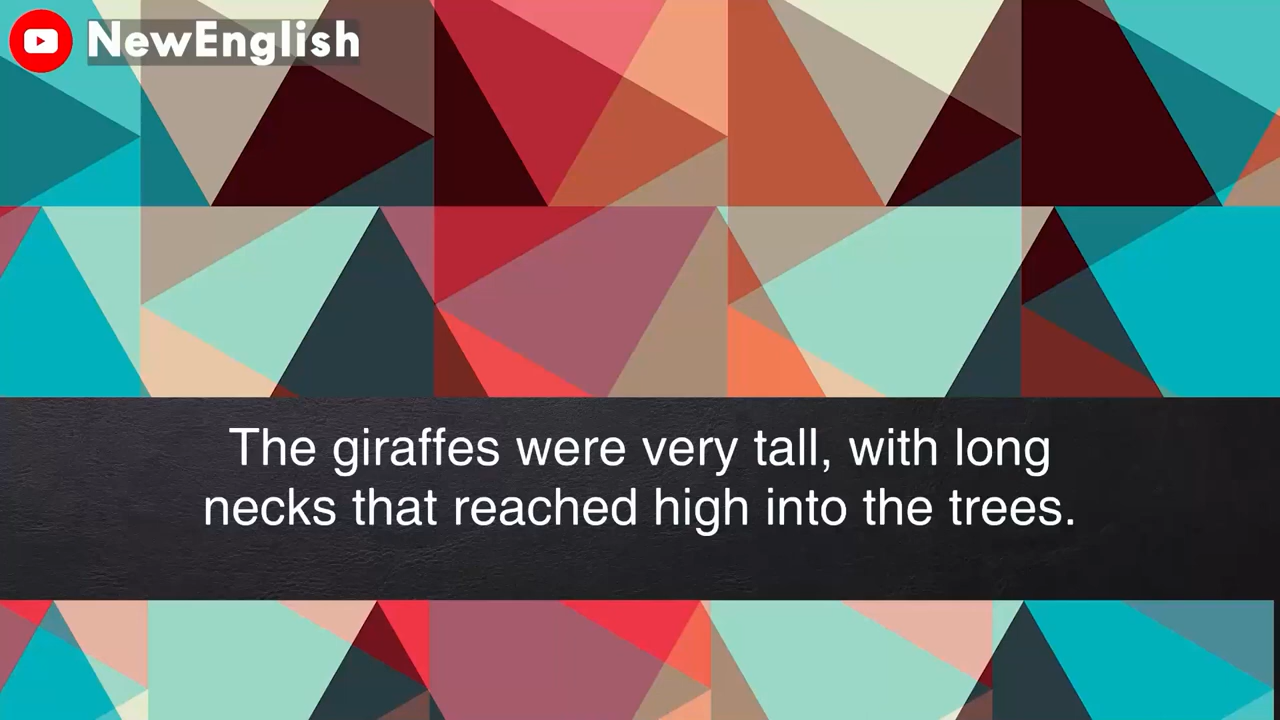 NewEnglish
The giraffes were very tall, with long
necks that reached high into the trees.